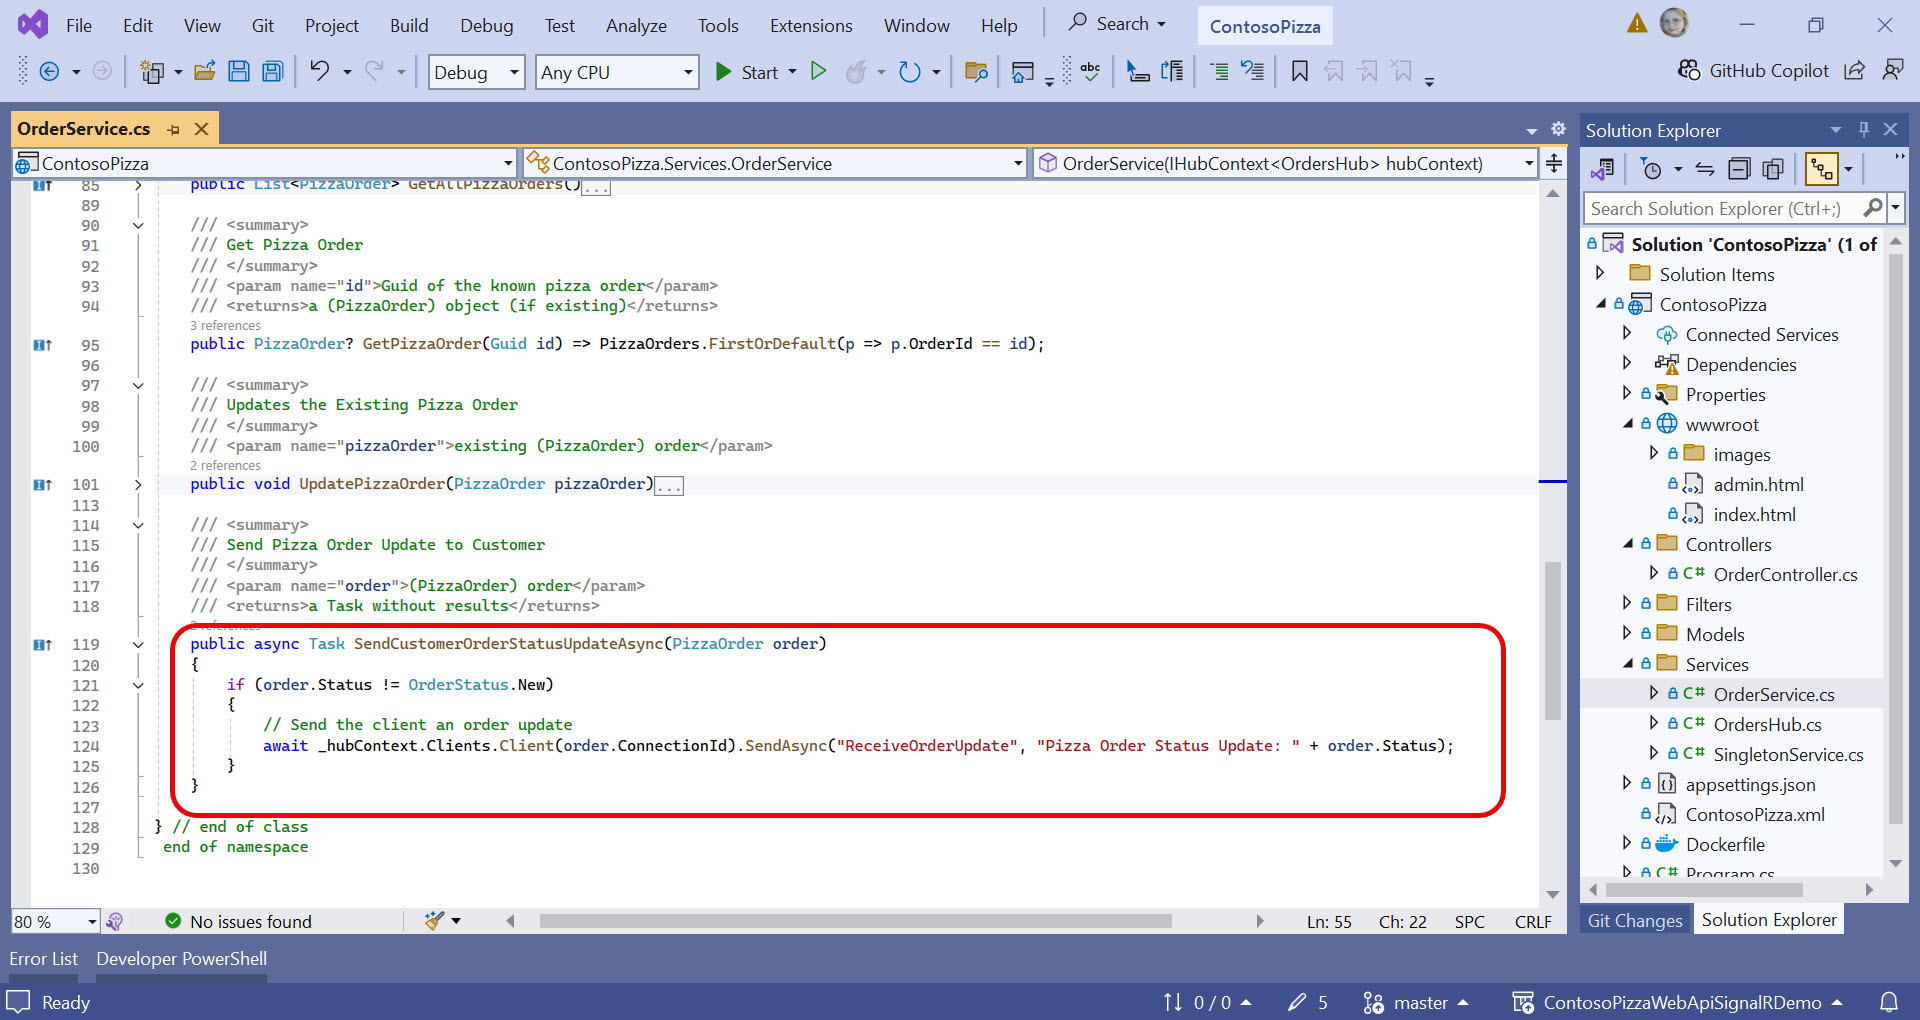 File Edit View Git Project Build Debug Test Analyze Tools Extensions Window Help Search ContosoPizza
Debug Any CPU Start abc GitHub Copilot
OrderService.cs
ContosoPizza ContosoPizza.Services.OrderService OrderService(IHubContext<OrdersHub> hubContext)
85 public List<PizzaOrder> GetAllPizzaOrders()...
89
90 /// <summary>
91 /// Get Pizza Order
92 /// </summary>
93 /// <param name="id">Guid of the known pizza order</param>
94 /// <returns>a (PizzaOrder) object (if existing)</returns>
3 references
95 public PizzaOrder? GetPizzaOrder(Guid id) => PizzaOrders.FirstOrDefault(p => p.OrderId == id);
96
97 /// <summary>
98 /// Updates the Existing Pizza Order
99 /// </summary>
100 /// <param name="pizzaOrder">existing (PizzaOrder) order</param>
2 references
101 public void UpdatePizzaOrder(PizzaOrder pizzaOrder)...
113
114 /// <summary>
115 /// Send Pizza Order Update to Customer
116 /// </summary>
117 /// <param name="order">(PizzaOrder) order</param>
118 /// <returns>a Task without results</returns>
119 public async Task SendCustomerOrderStatusUpdateAsync(PizzaOrder order)
120 {
121 if (order.Status != OrderStatus.New)
122 {
123 // Send the client an order update
124 await _hubContext.Clients.Client(order.ConnectionId).SendAsync("ReceiveOrderUpdate", "Pizza Order Status Update: " + order.Status);
125 }
126 }
127
128 } // end of class
129 end of namespace
130
80 % No issues found Ln: 55 Ch: 22 SPC CRLF
Solution Explorer
Search Solution Explorer (Ctrl+;)
Solution 'ContosoPizza' (1 of
Solution Items
ContosoPizza
Connected Services
Dependencies
Properties
wwwroot
images
admin.html
index.html
Controllers
C# OrderController.cs
Filters
Models
Services
C# OrderService.cs
C# OrdersHub.cs
C# SingletonService.cs
appsettings.json
ContosoPizza.xml
Dockerfile
C# Program.cs
Git Changes Solution Explorer
Error List Developer PowerShell
Ready 0 / 0 5 master ContosoPizzaWebApiSignalRDemo